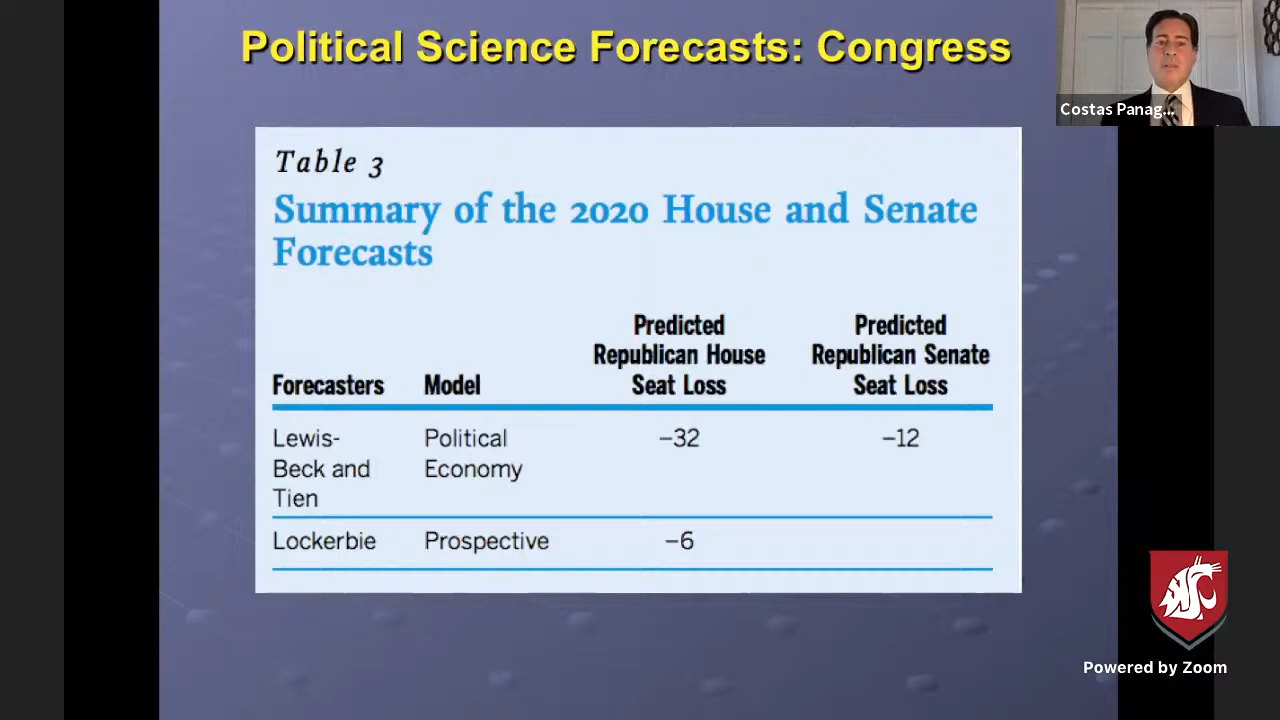 Political Science Forecasts: Congress
Costas Panag...
Table 3
Summary of the 2020 House and Senate
Forecasts
Forecasters Model Predicted Republican House Seat Loss Predicted Republican Senate Seat Loss
Lewis-Beck and Tien Political Economy –32 –12
Lockerbie Prospective –6
Powered by Zoom